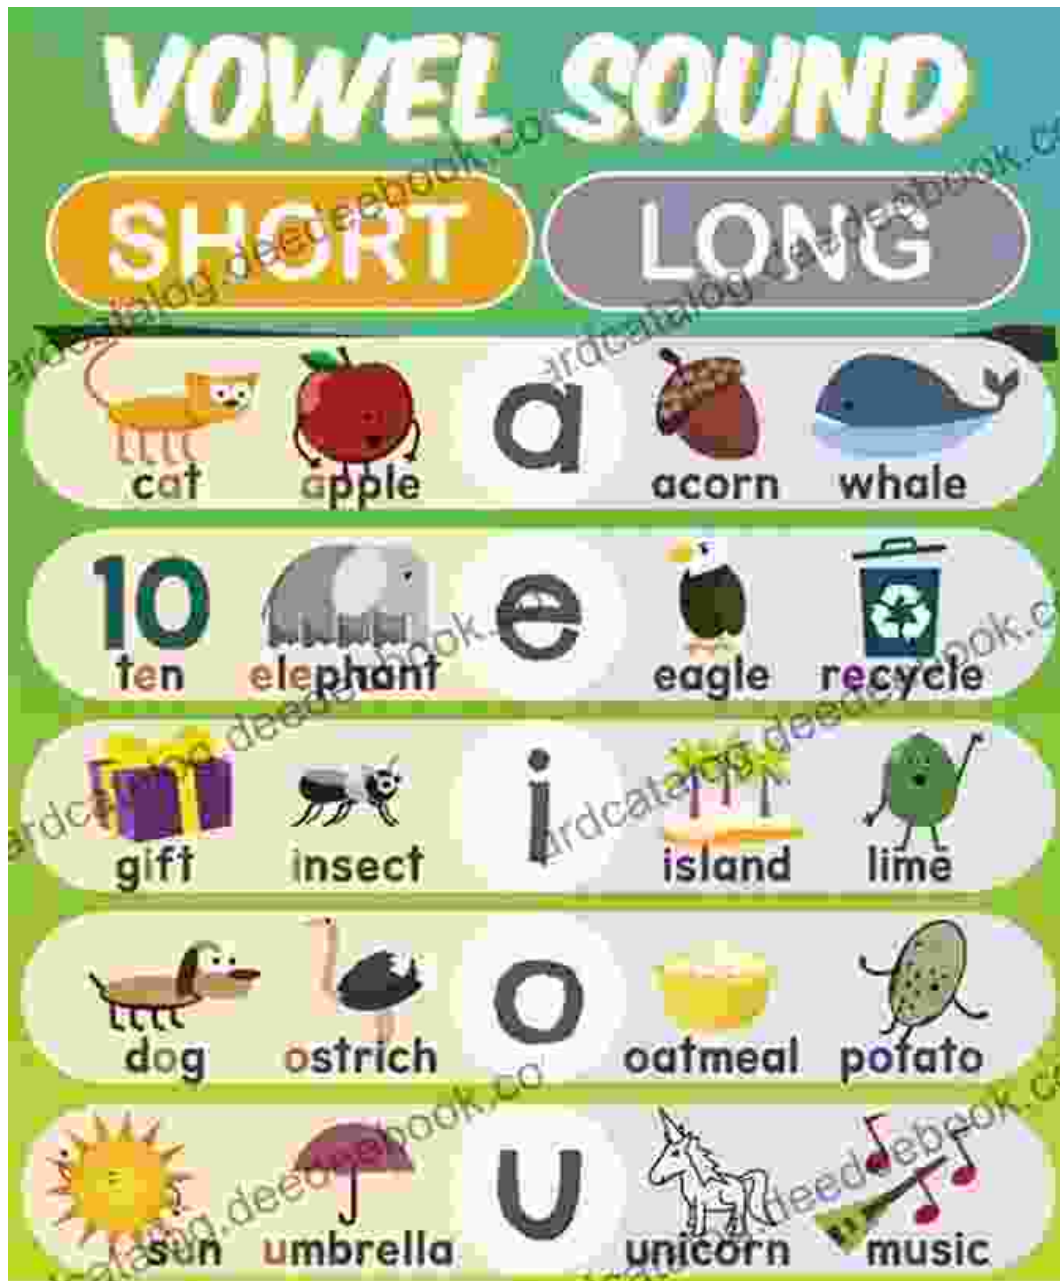 VOWEL SOUND
SHORT LONG
cat apple a acorn whale
10
ten elephant e eagle recycle
gift insect i island lime
dog ostrich o oatmeal potato
sun umbrella u unicorn music